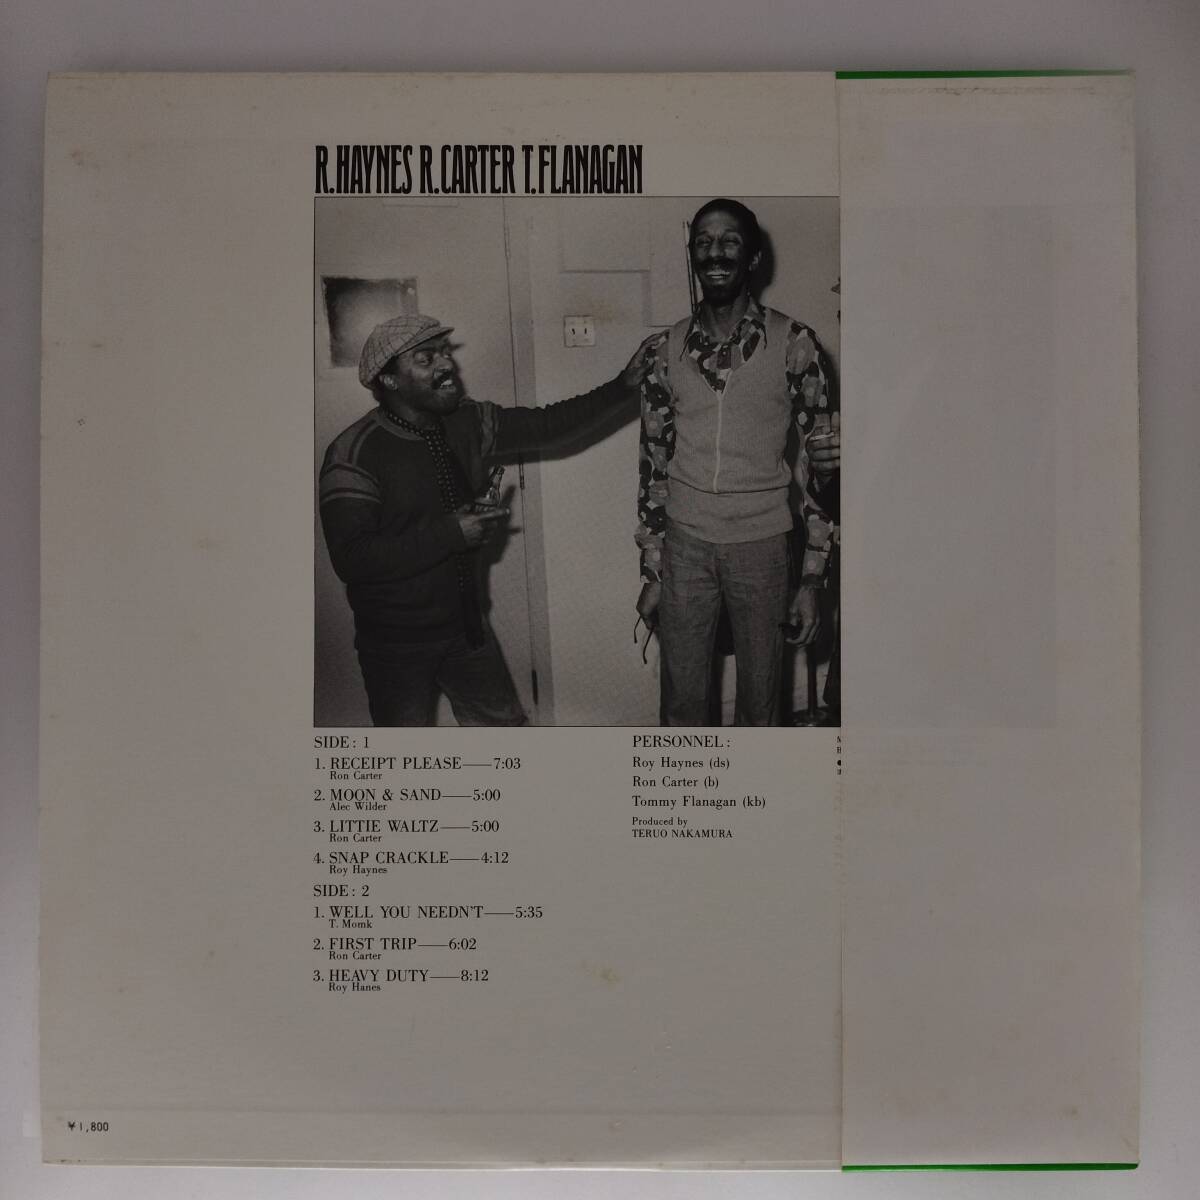 R.HAYNES R.CARTER T.FLANAGAN
SIDE: 1
1. RECEIPT PLEASE——7:03
Ron Carter
2. MOON & SAND——5:00
Alec Wilder
3. LITTIE WALTZ——5:00
Ron Carter
4. SNAP CRACKLE——4:12
Roy Haynes
SIDE: 2
1. WELL YOU NEEDN'T——5:35
T. Momk
2. FIRST TRIP——6:02
Ron Carter
3. HEAVY DUTY——8:12
Roy Hanes
PERSONNEL:
Roy Haynes (ds)
Ron Carter (b)
Tommy Flanagan (kb)
Produced by
TERUO NAKAMURA
¥1,800